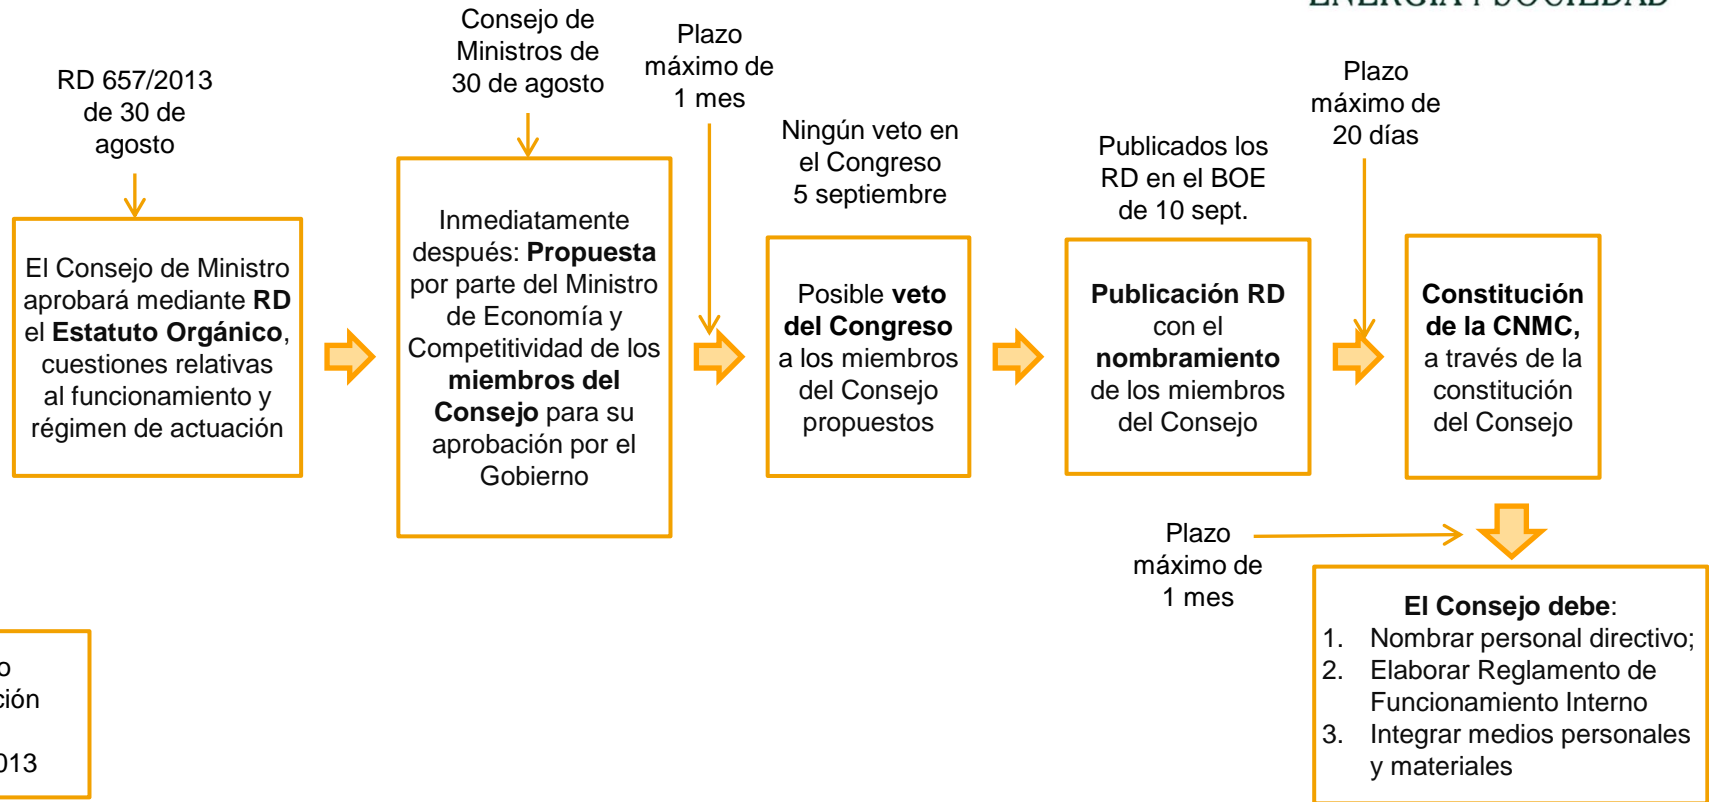 RD 657/2013
de 30 de
agosto
El Consejo de Ministro
aprobará mediante RD
el Estatuto Orgánico,
cuestiones relativas
al funcionamiento y
régimen de actuación
Consejo de
Ministros de
30 de agosto
Inmediatamente
después: Propuesta
por parte del Ministro
de Economía y
Competitividad de los
miembros del
Consejo para su
aprobación por el
Gobierno
Plazo
máximo de
1 mes
Ningún veto en
el Congreso
5 septiembre
Posible veto
del Congreso
a los miembros
del Consejo
propuestos
Publicados los
RD en el BOE
de 10 sept.
Publicación RD
con el
nombramiento
de los miembros
del Consejo
Plazo
máximo de
20 días
Constitución
de la CNMC,
a través de la
constitución
del Consejo
Plazo
máximo de
1 mes
El Consejo debe:
1. Nombrar personal directivo;
2. Elaborar Reglamento de
Funcionamiento Interno
3. Integrar medios personales
y materiales